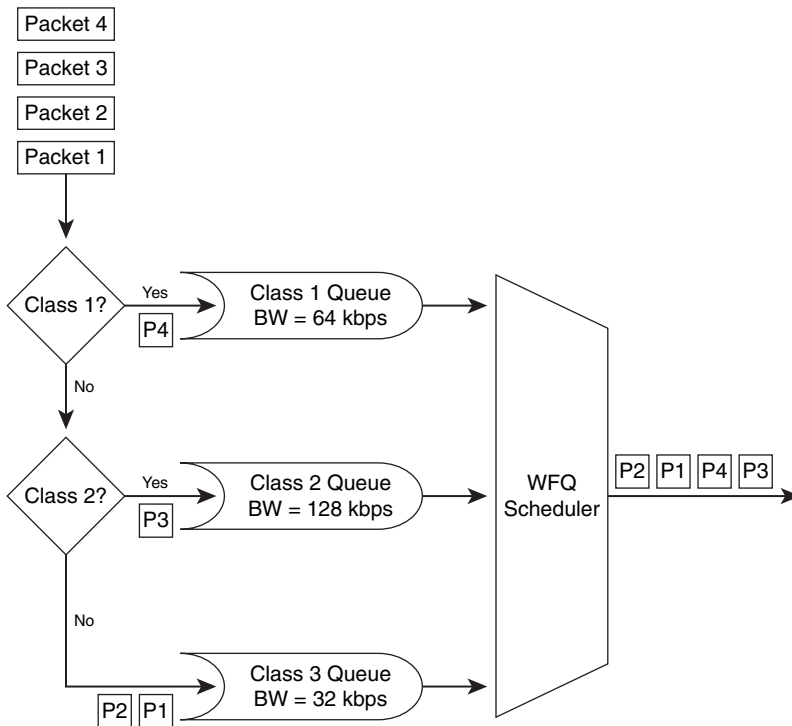 Packet 4
Packet 3
Packet 2
Packet 1
Class 1?
Yes
P4
Class 1 Queue
BW = 64 kbps
No
Class 2?
Yes
P3
Class 2 Queue
BW = 128 kbps
WFQ
Scheduler
P2 P1 P4 P3
No
P2 P1
Class 3 Queue
BW = 32 kbps